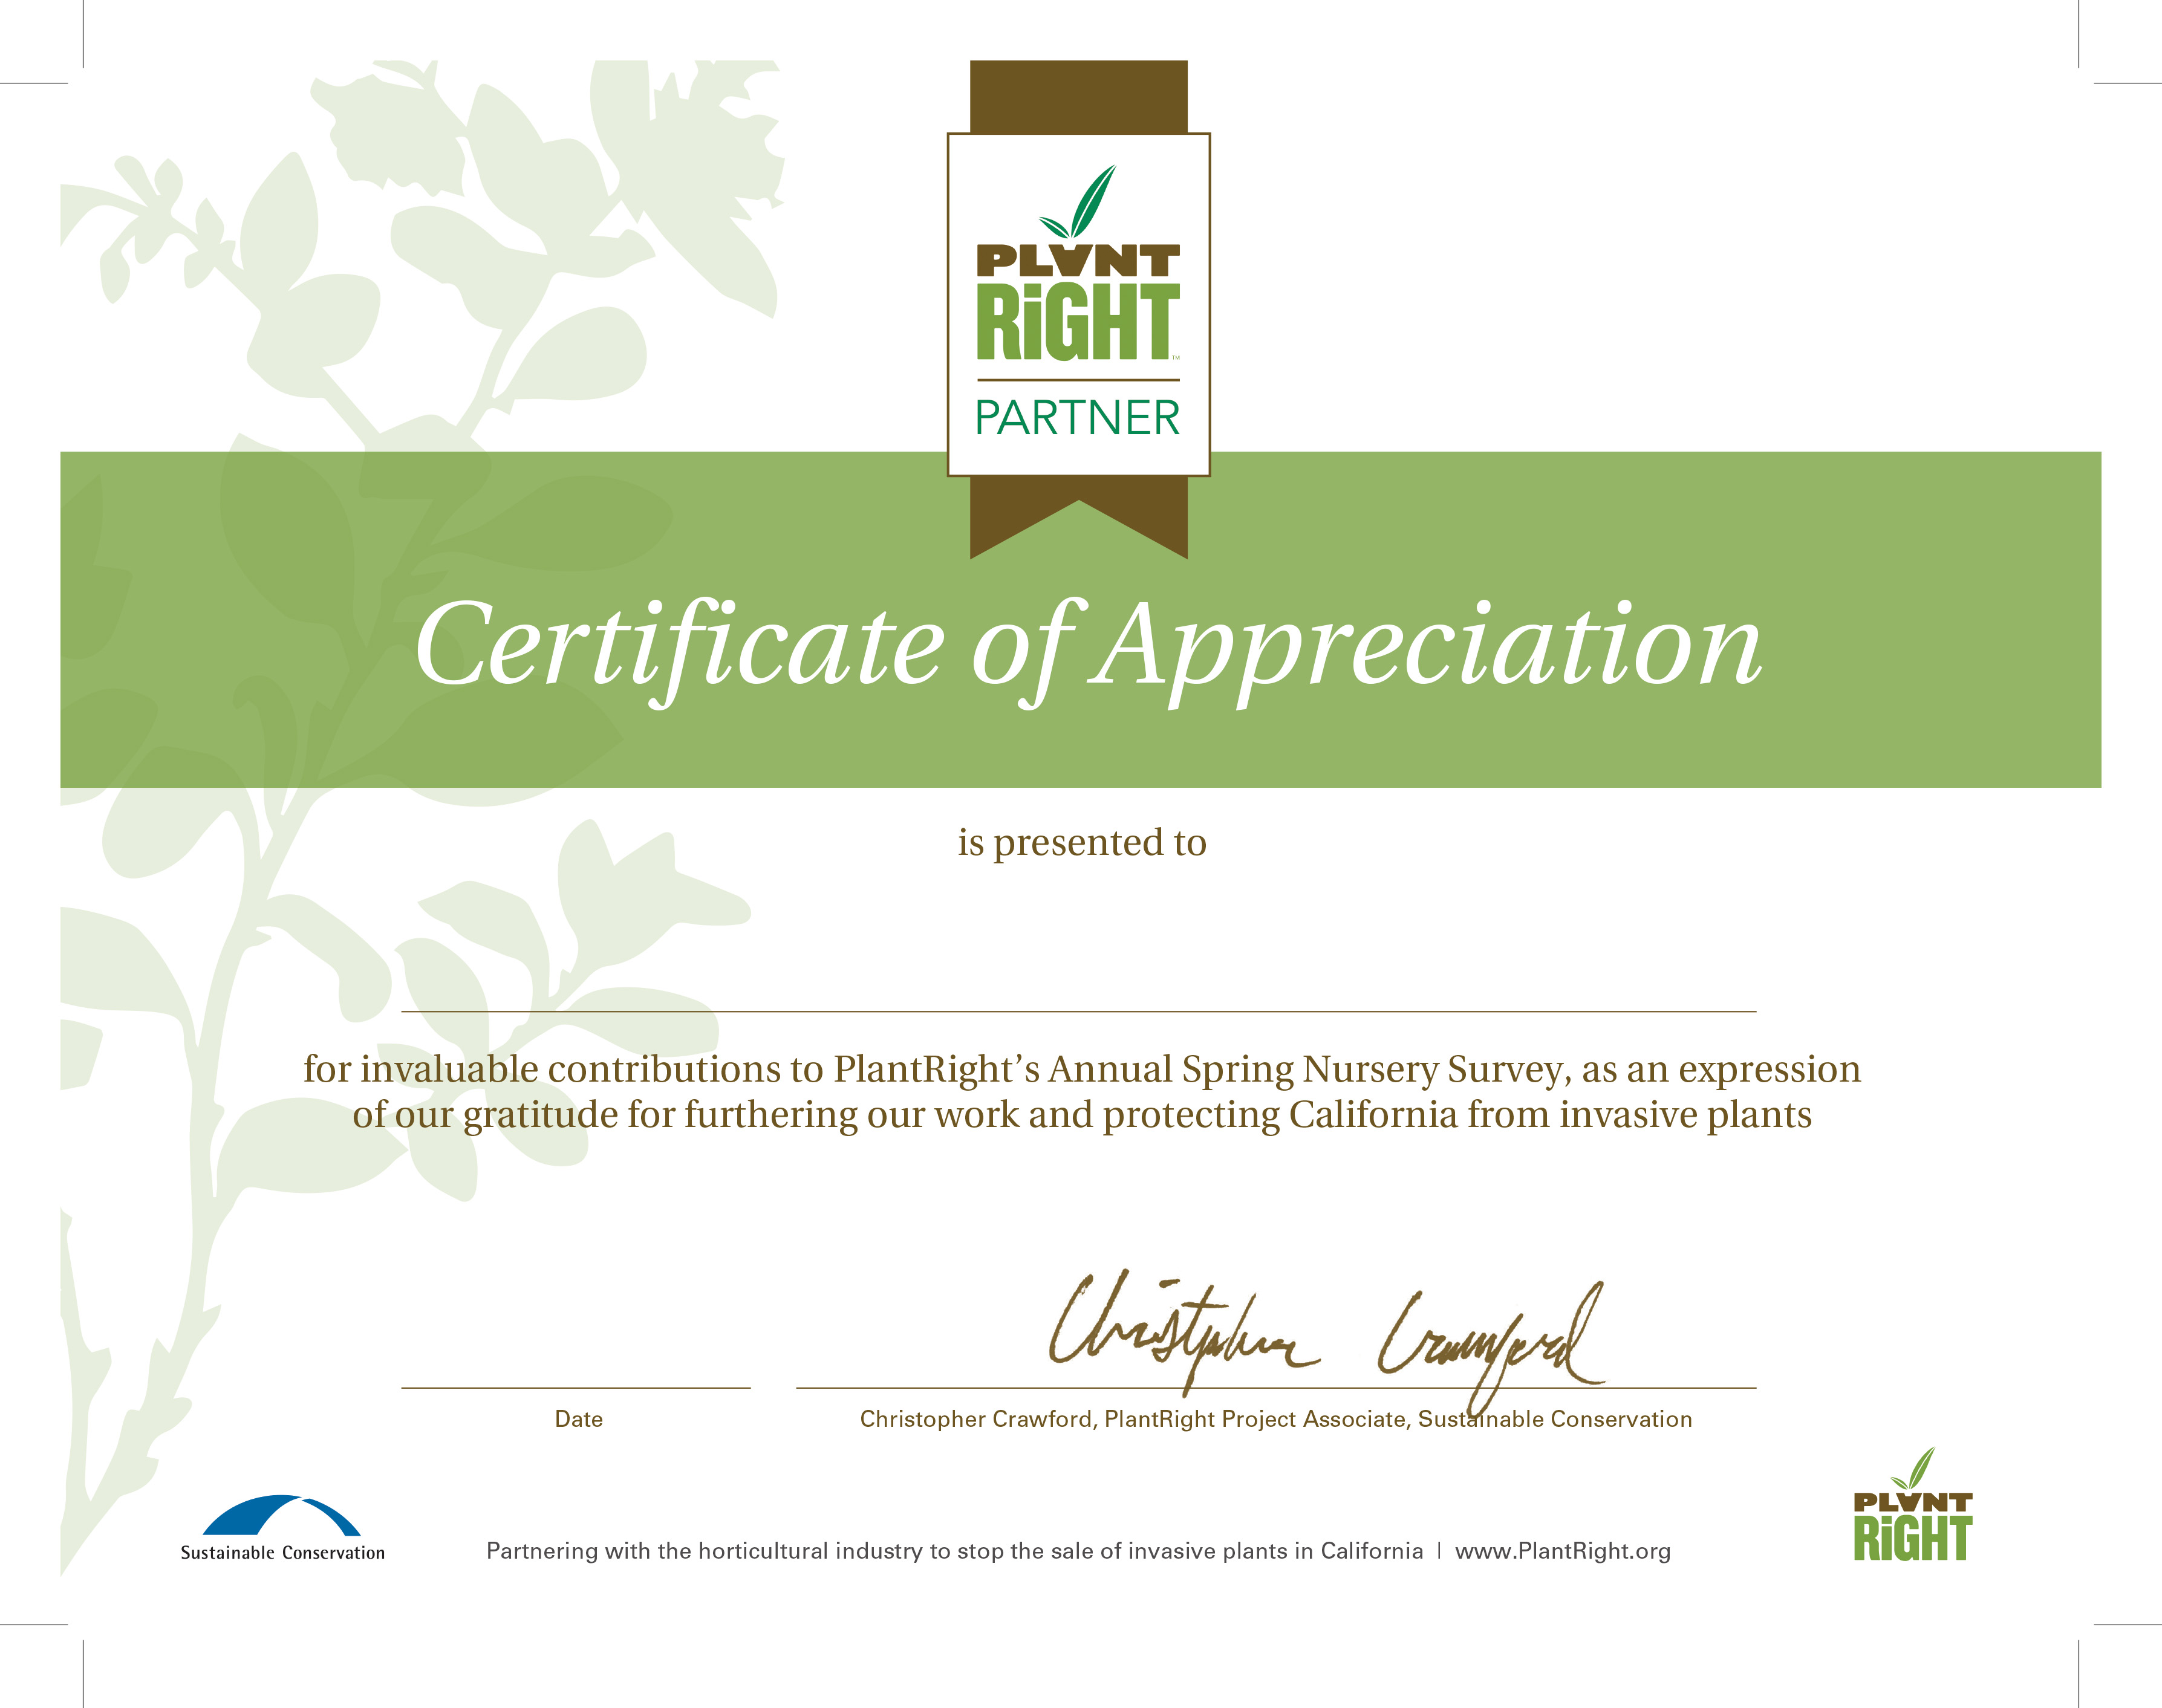 PLANT
RiGHT™
PARTNER
Certificate of Appreciation
is presented to
for invaluable contributions to PlantRight’s Annual Spring Nursery Survey, as an expression
of our gratitude for furthering our work and protecting California from invasive plants
Christopher Crawford
Date
Christopher Crawford, PlantRight Project Associate, Sustainable Conservation
Sustainable Conservation
Partnering with the horticultural industry to stop the sale of invasive plants in California | www.PlantRight.org
PLANT
RiGHT